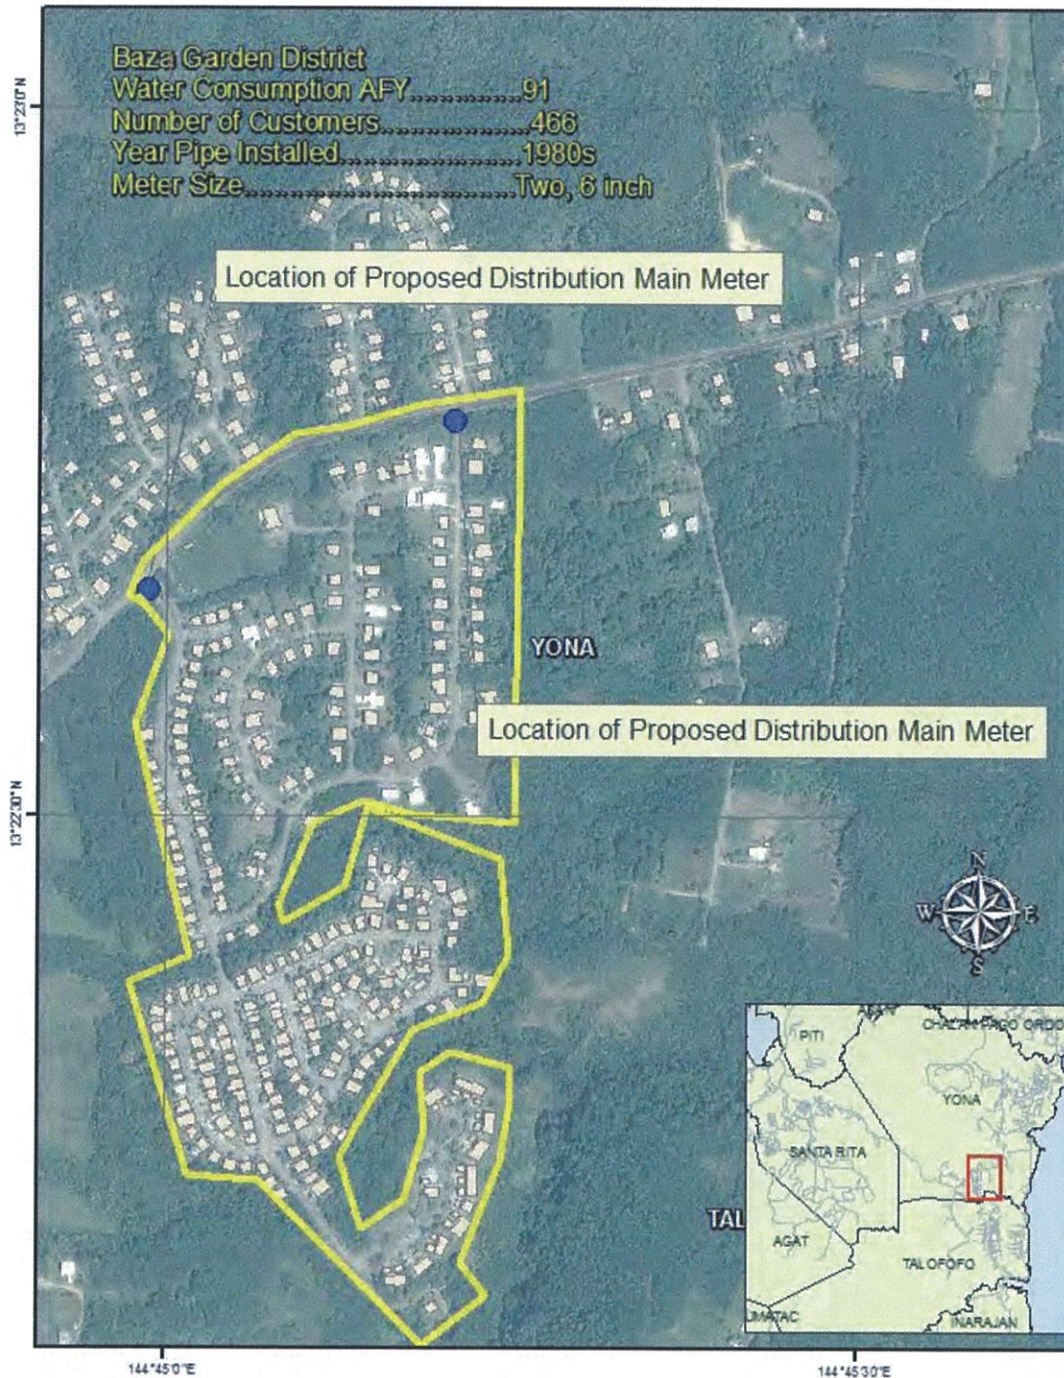 Baza Garden District
Water Consumption AFY...............91
Number of Customers....................466
Year Pipe Installed........................1980s
Meter Size....................................Two, 6 inch
13°23'0"N
Location of Proposed Distribution Main Meter
YONA
Location of Proposed Distribution Main Meter
13°22'30"N
N
W E
S
PITI
CHALAN PAGO ORD
YONA
SANTA RITA
TAL
AGAT
TALOFOFO
UMATAC
INARAJAN
144°45'0"E
144°45'30"E